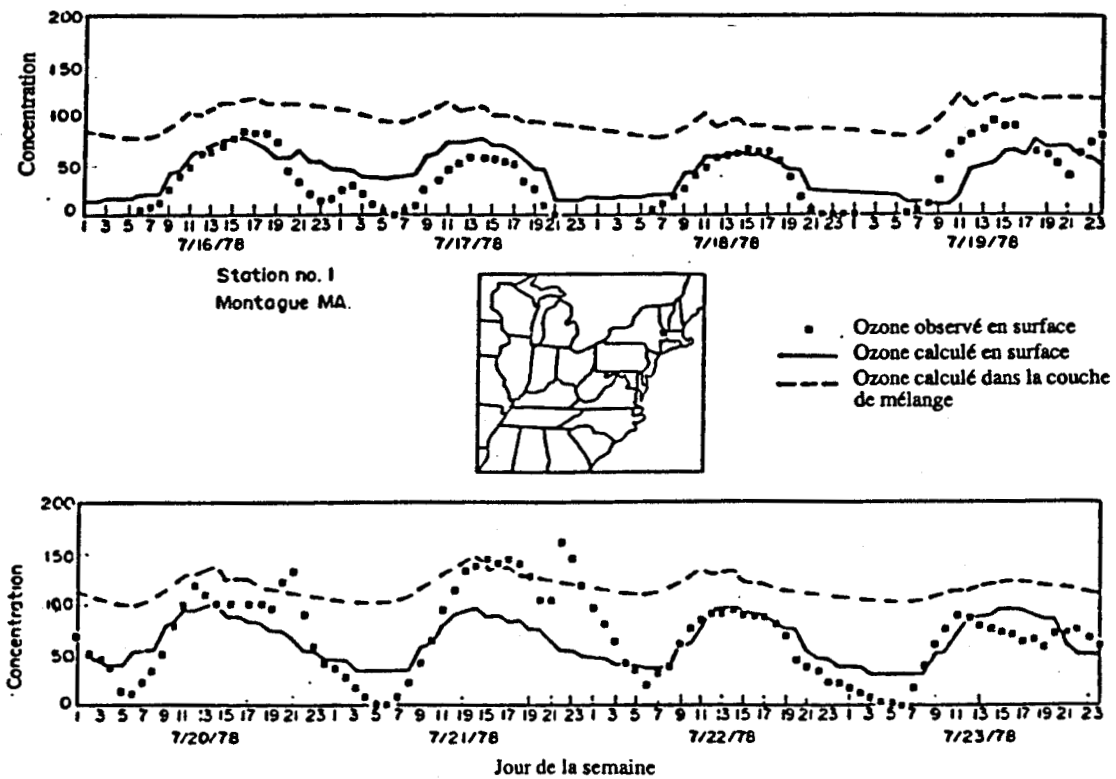 200
150
100
50
0
Concentration
1 3 5 7 9 11 13 15 17 19 21 23 1 3 5 7 9 11 13 15 17 19 21 23 1 3 5 7 9 11 13 15 17 19 21 23 1 3 5 7 9 11 13 15 17 19 21 23
7/16/78 7/17/78 7/18/78 7/19/78
Station no. 1
Montague MA.
Ozone observé en surface
Ozone calculé en surface
Ozone calculé dans la couche
de mélange
200
150
100
50
0
Concentration
1 3 5 7 9 11 13 15 17 19 21 23 1 3 5 7 9 11 13 15 17 19 21 23 1 3 5 7 9 11 13 15 17 19 21 23 1 3 5 7 9 11 13 15 17 19 21 23
7/20/78 7/21/78 7/22/78 7/23/78
Jour de la semaine